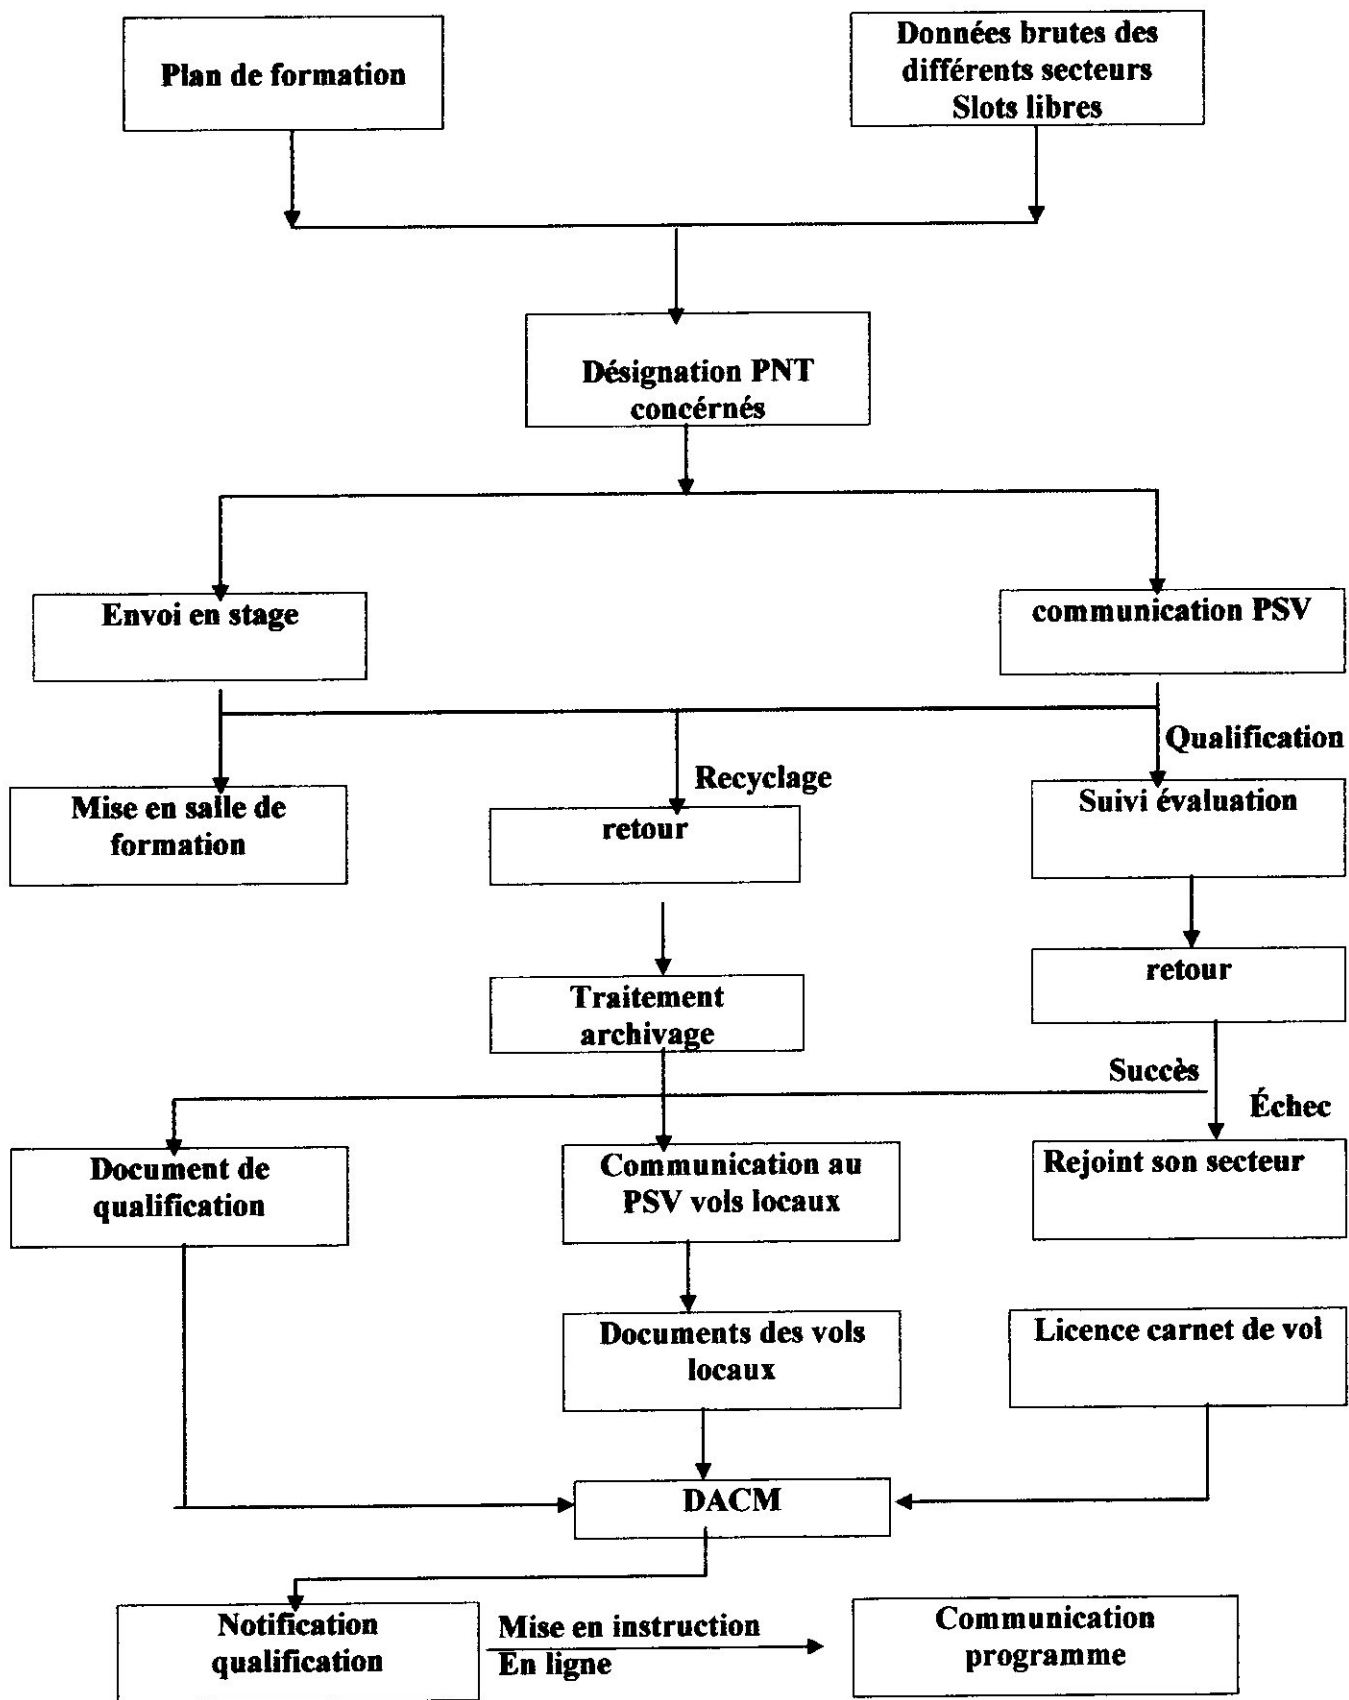 Plan de formation
Données brutes des
différents secteurs
Slots libres
Désignation PNT
concérnés
Envoi en stage
communication PSV
Qualification
Recyclage
Mise en salle de
formation
retour
Suivi évaluation
retour
Traitement
archivage
Succès
Échec
Document de
qualification
Communication au
PSV vols locaux
Rejoint son secteur
Documents des vols
locaux
Licence carnet de vol
DACM
Notification
qualification
Mise en instruction
En ligne
Communication
programme